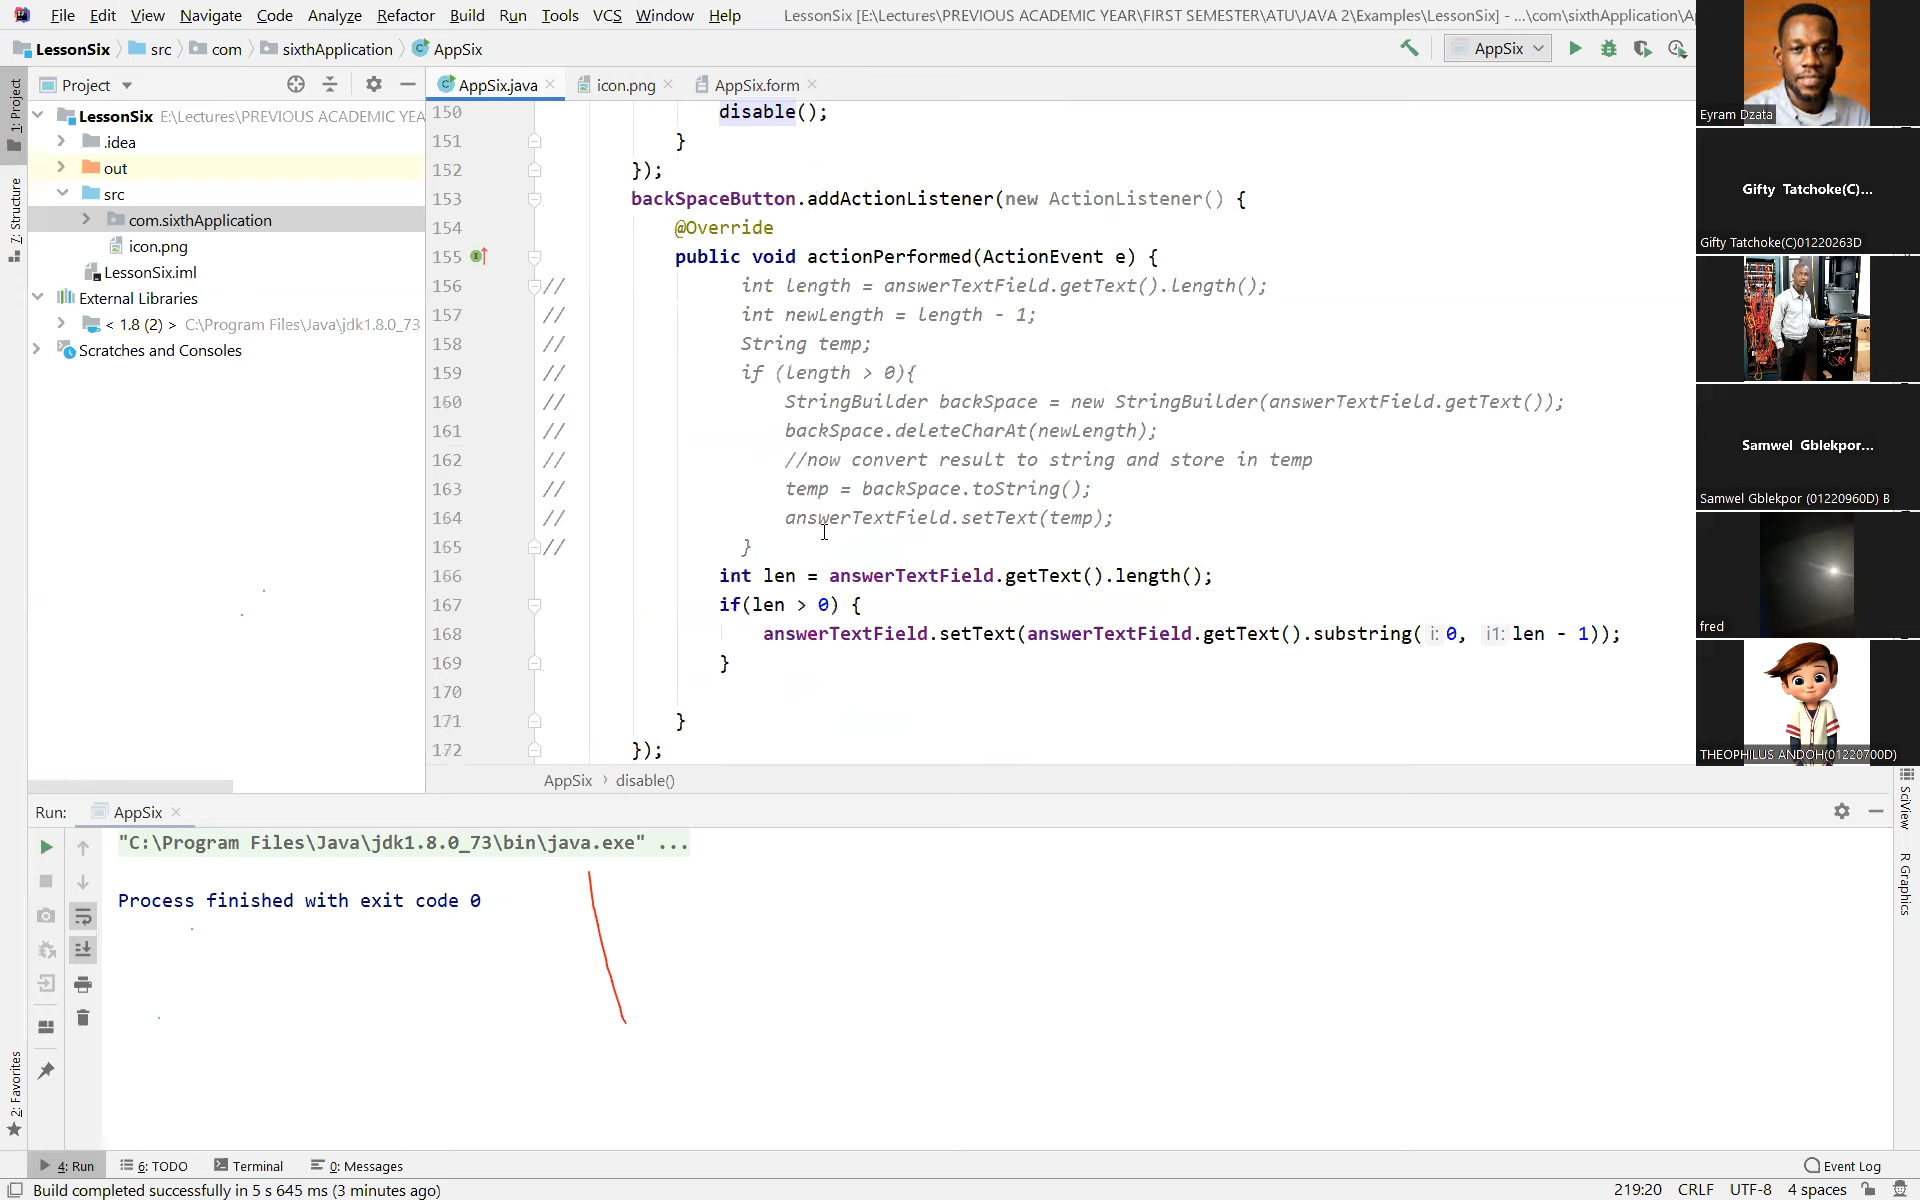 File Edit View Navigate Code Analyze Refactor Build Run Tools VCS Window Help LessonSix [E:\Lectures\PREVIOUS ACADEMIC YEAR\FIRST SEMESTER\ATU\JAVA 2\Examples\LessonSix] - ...\com\sixthApplication\A
LessonSix src com sixthApplication AppSix
AppSix
Project
AppSix.java icon.png AppSix.form
LessonSix E:\Lectures\PREVIOUS ACADEMIC YEA
.idea
out
src
com.sixthApplication
icon.png
LessonSix.iml
External Libraries
< 1.8 (2) > C:\Program Files\Java\jdk1.8.0_73
Scratches and Consoles
1: Project
7: Structure
2: Favorites
150 disable();
151 }
152 });
153 backSpaceButton.addActionListener(new ActionListener() {
154 @Override
155 public void actionPerformed(ActionEvent e) {
156 // int length = answerTextField.getText().length();
157 // int newLength = length - 1;
158 // String temp;
159 // if (length > 0){
160 // StringBuilder backSpace = new StringBuilder(answerTextField.getText());
161 // backSpace.deleteCharAt(newLength);
162 // //now convert result to string and store in temp
163 // temp = backSpace.toString();
164 // answerTextField.setText(temp);
165 // }
166 int len = answerTextField.getText().length();
167 if(len > 0) {
168 answerTextField.setText(answerTextField.getText().substring( i: 0, i1: len - 1));
169 }
170
171 }
172 });
AppSix › disable()
Eyram Dzata
Gifty Tatchoke(C)...
Gifty Tatchoke(C)01220263D
Samwel Gblekpor...
Samwel Gblekpor (01220960D) B
fred
THEOPHILUS ANDOH(01220700D)
SciView
R Graphics
Run: AppSix
"C:\Program Files\Java\jdk1.8.0_73\bin\java.exe" ...
Process finished with exit code 0
4: Run 6: TODO Terminal 0: Messages Event Log
Build completed successfully in 5 s 645 ms (3 minutes ago) 219:20 CRLF UTF-8 4 spaces